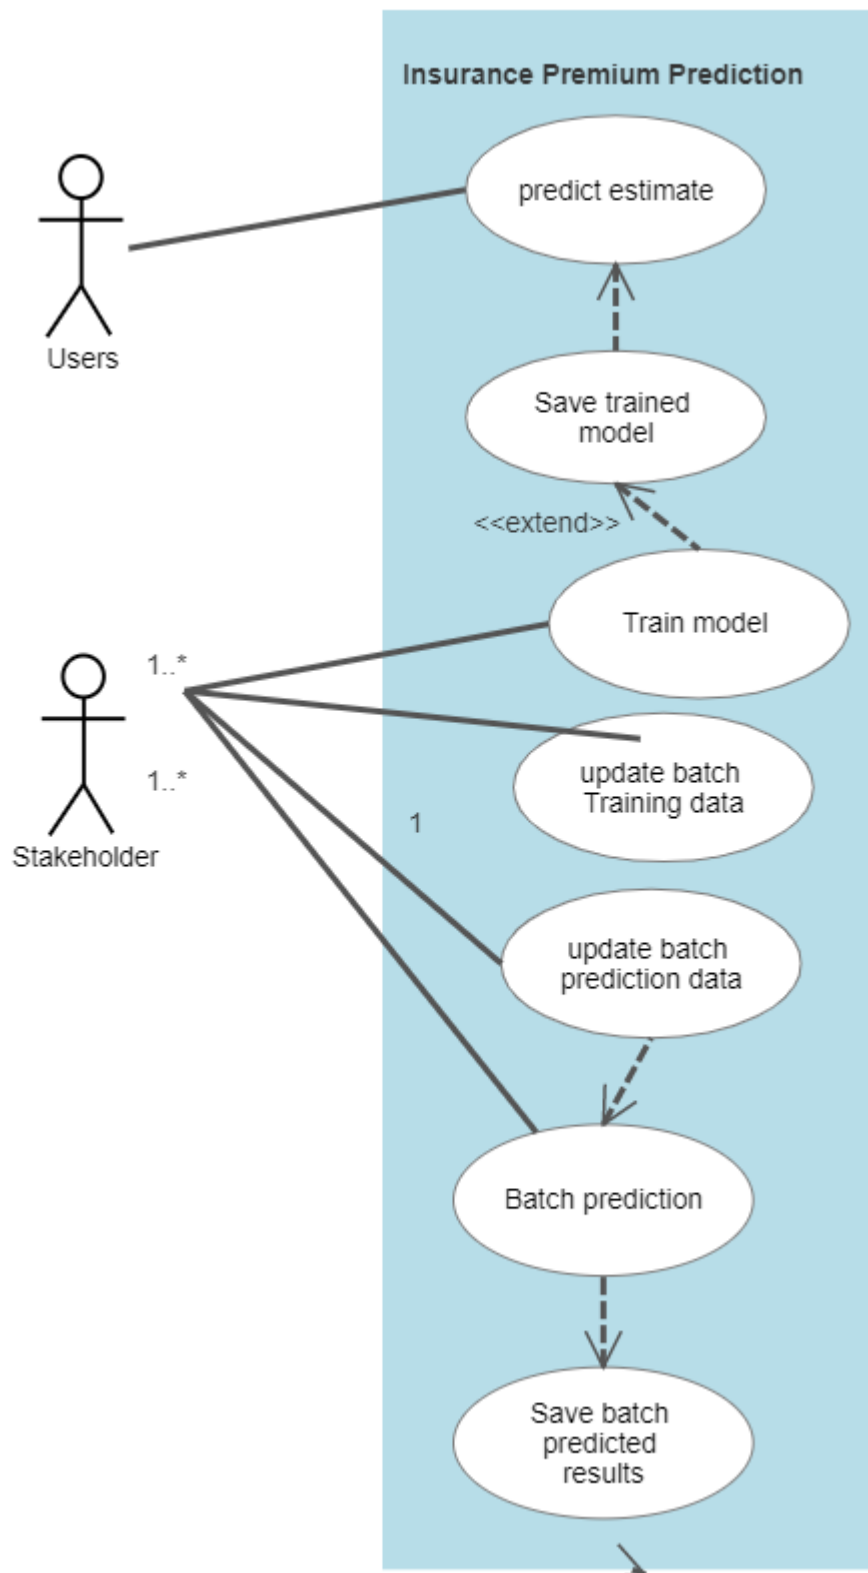 Insurance Premium Prediction
predict estimate
Users
Save trained
model
<<extend>>
Train model
1..*
update batch
Training data
1..*
1
Stakeholder
update batch
prediction data
Batch prediction
Save batch
predicted
results